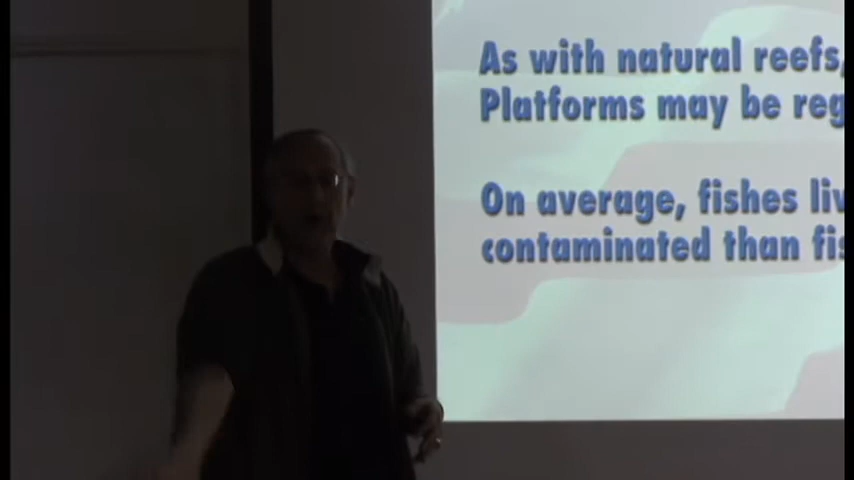 As with natural reefs,
Platforms may be reg
On average, fishes liv
contaminated than fis